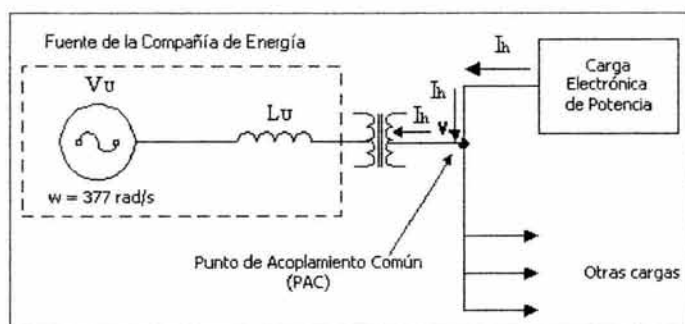 Fuente de la Compañía de Energía
Vu
Lu
w = 377 rad/s
Ih
Ih
Ih
V
Carga
Electrónica
de Potencia
Punto de Acoplamiento Común
(PAC)
Otras cargas